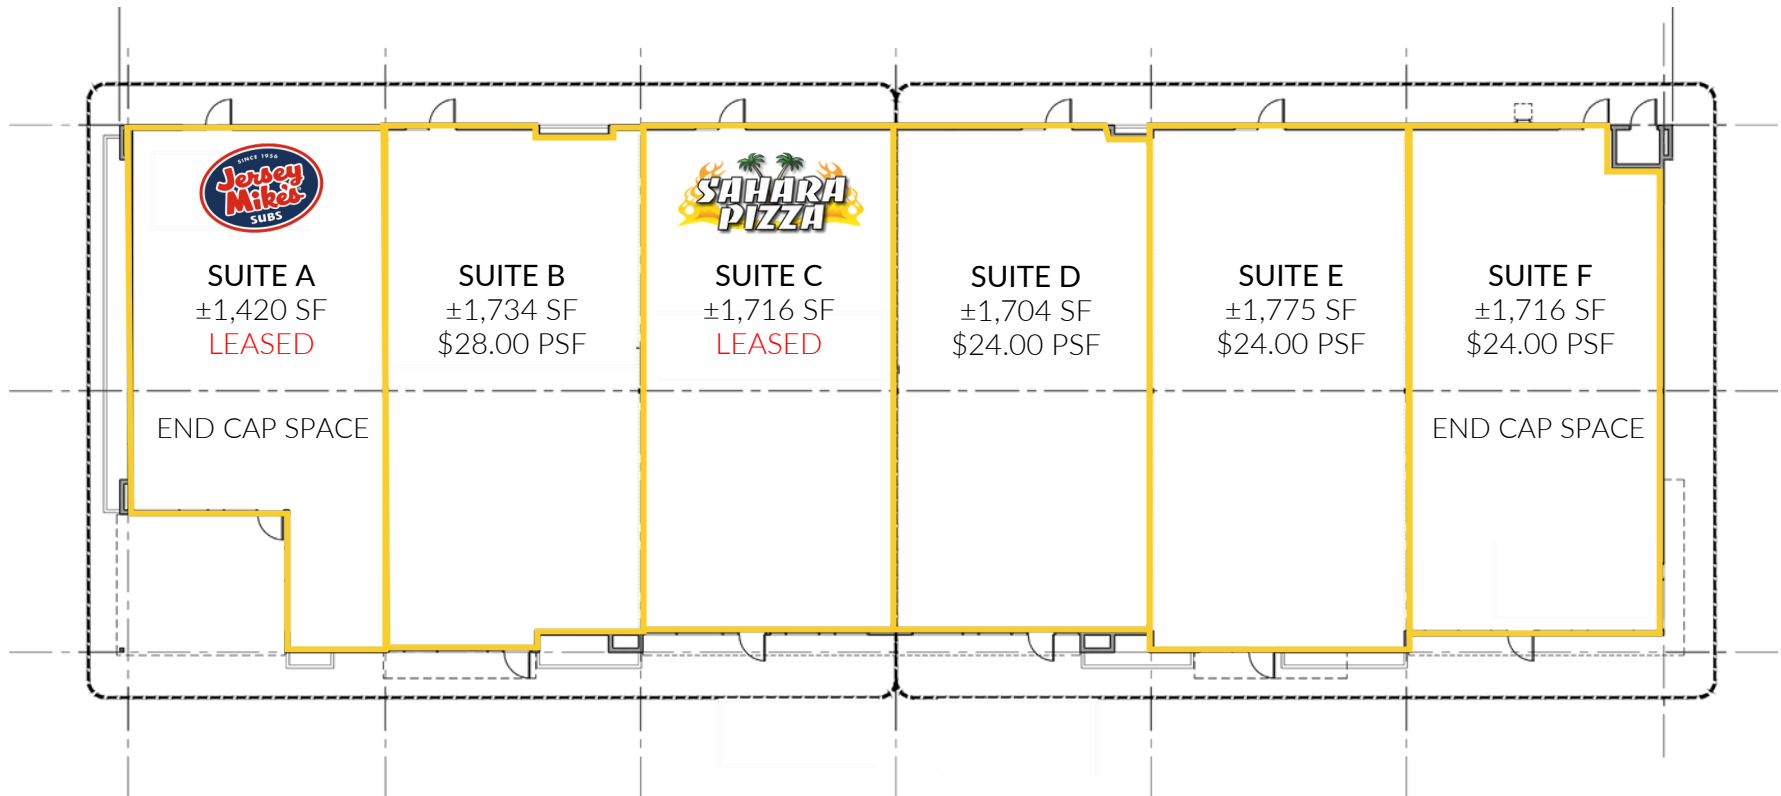 SINCE 1956
Jersey
Mike's
SUBS
SUITE A
±1,420 SF
LEASED
END CAP SPACE
SUITE B
±1,734 SF
$28.00 PSF
SAHARA
PIZZA
SUITE C
±1,716 SF
LEASED
SUITE D
±1,704 SF
$24.00 PSF
SUITE E
±1,775 SF
$24.00 PSF
SUITE F
±1,716 SF
$24.00 PSF
END CAP SPACE